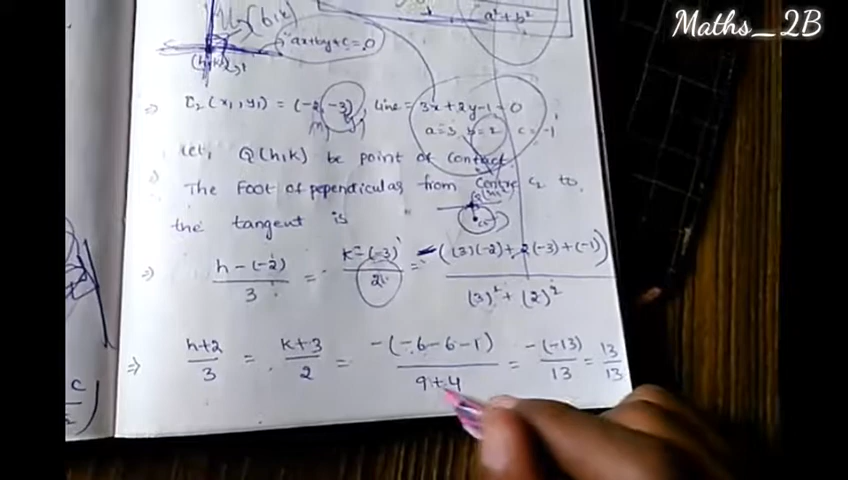 Maths_2B
a² + b²
(h,k)
ax+by+c=0
(h,k)
⇒ C₂ (x₁, y₁) = (-2, -3), Line = 3x+2y-1=0
a=3, b=2 c=-1
Let, Q(h,k) be point of contact.
The Foot of pependiculas from Centre C₂ to
the tangent is
⇒ h-(-2)/3 = k-(-3)/2 = -((3)(-2)+2(-3)+(-1))/(3)²+(2)²
⇒ h+2/3 = k+3/2 = -(-6-6-1)/9+4 = -(-13)/13 = 13/13